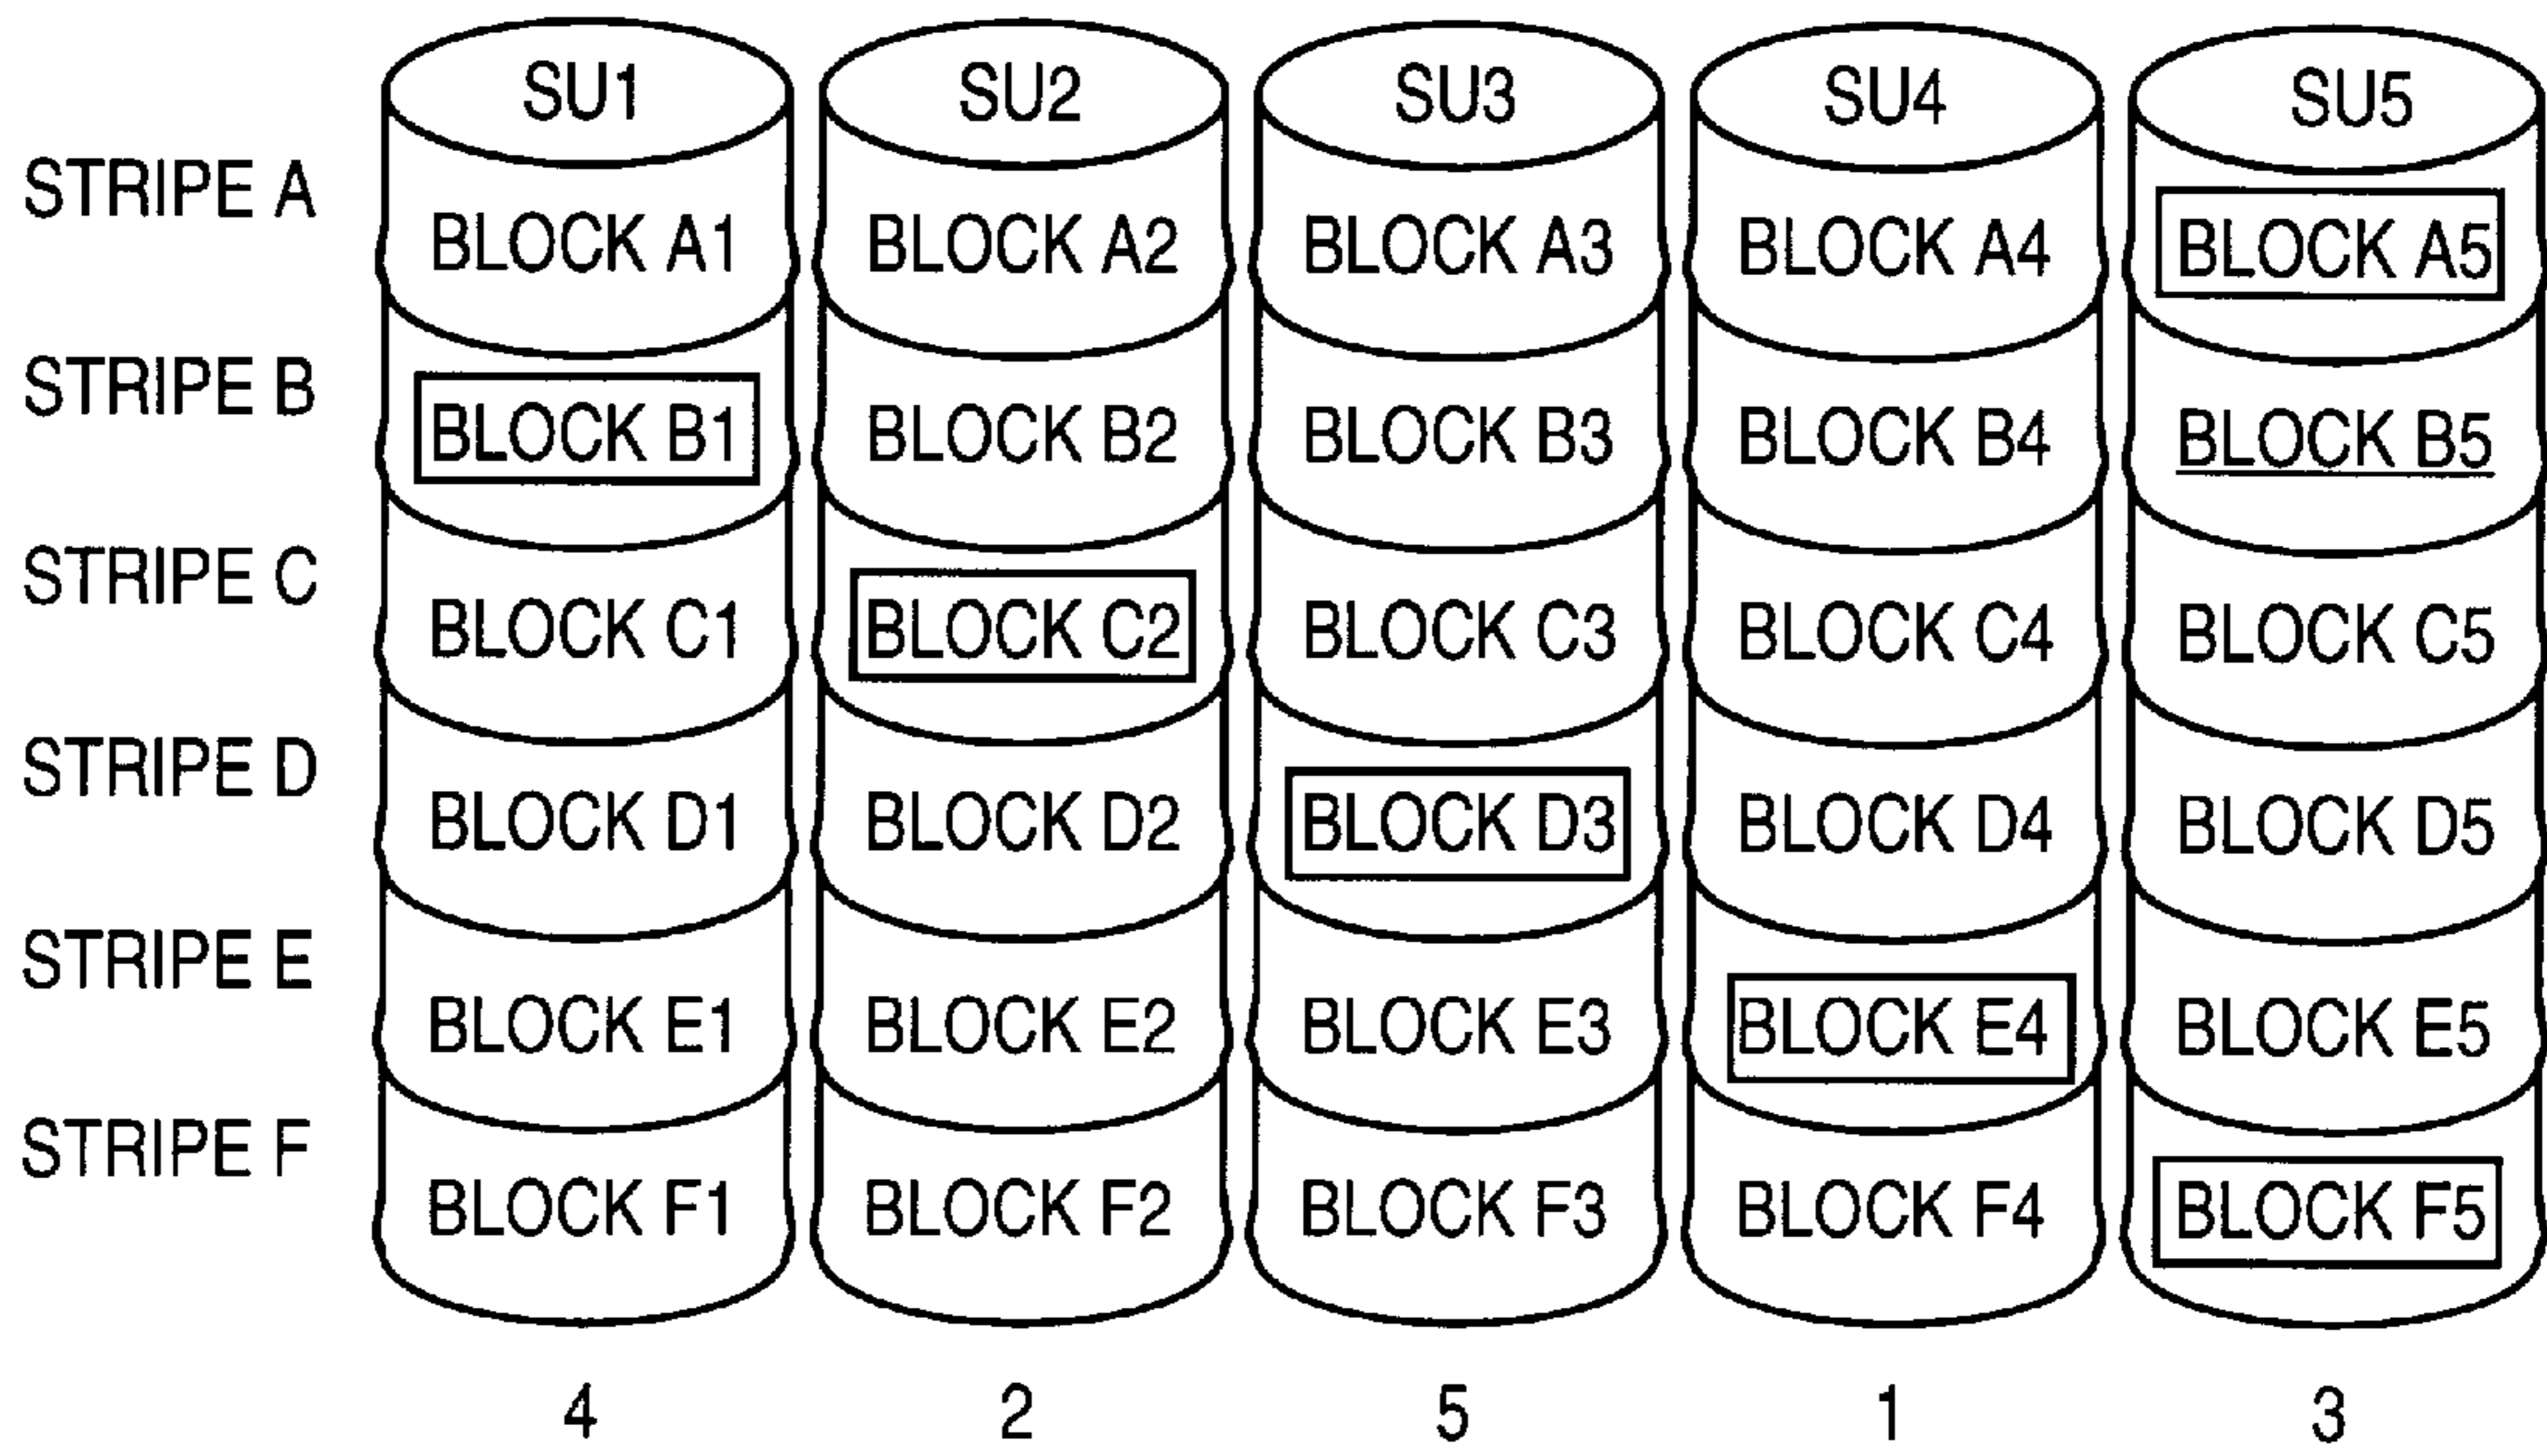 SU1 SU2 SU3 SU4 SU5
STRIPE A
BLOCK A1 BLOCK A2 BLOCK A3 BLOCK A4 BLOCK A5
STRIPE B
BLOCK B1 BLOCK B2 BLOCK B3 BLOCK B4 BLOCK B5
STRIPE C
BLOCK C1 BLOCK C2 BLOCK C3 BLOCK C4 BLOCK C5
STRIPE D
BLOCK D1 BLOCK D2 BLOCK D3 BLOCK D4 BLOCK D5
STRIPE E
BLOCK E1 BLOCK E2 BLOCK E3 BLOCK E4 BLOCK E5
STRIPE F
BLOCK F1 BLOCK F2 BLOCK F3 BLOCK F4 BLOCK F5
4 2 5 1 3